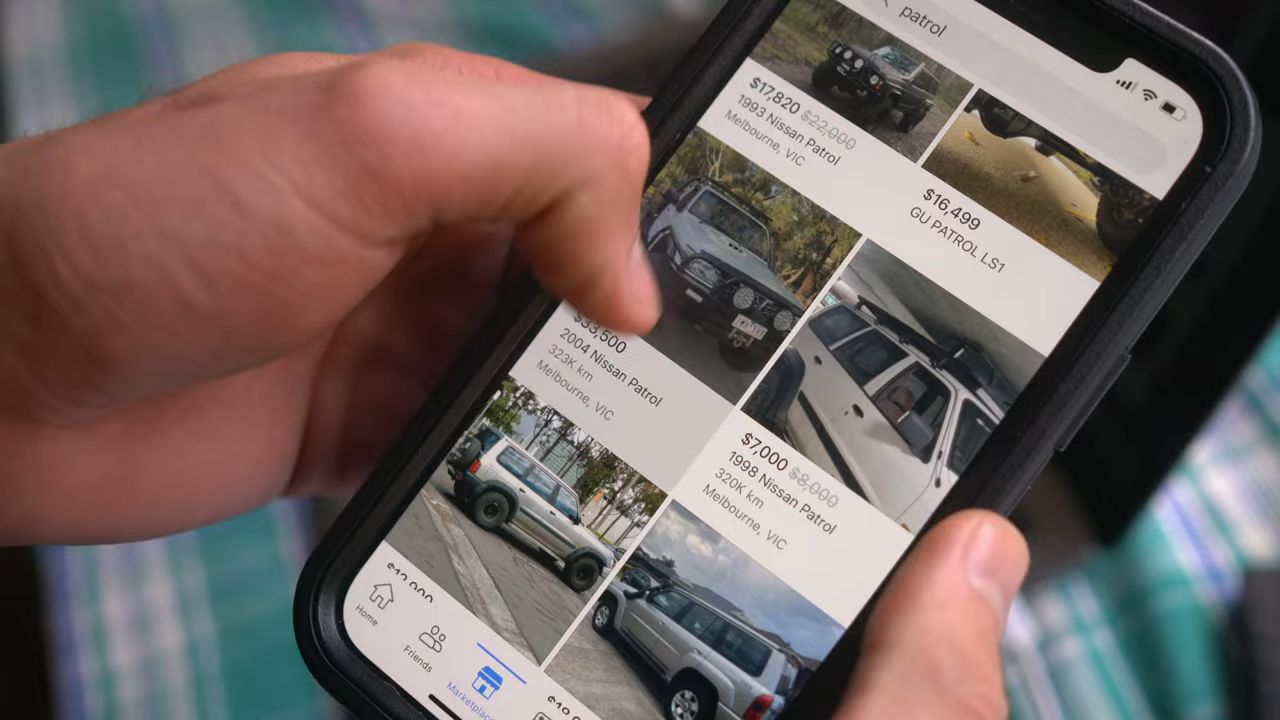 patrol
$17,820 $22,000
1993 Nissan Patrol
Melbourne, VIC
$16,499
GU PATROL LS1
$33,500
2004 Nissan Patrol
323K km
Melbourne, VIC
$7,000 $8,000
1998 Nissan Patrol
320K km
Melbourne, VIC
Home
Friends
Marketplace